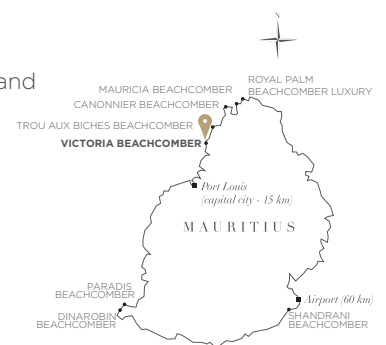 N
and
ROYAL PALM
BEACHCOMBER LUXURY
MAURICIA BEACHCOMBER
CANONNIER BEACHCOMBER
TROU AUX BICHES BEACHCOMBER
VICTORIA BEACHCOMBER
Port Louis
(capital city - 15 km)
MAURITIUS
PARADIS
BEACHCOMBER
DINAROBIN
BEACHCOMBER
Airport (60 km)
SHANDRANI
BEACHCOMBER